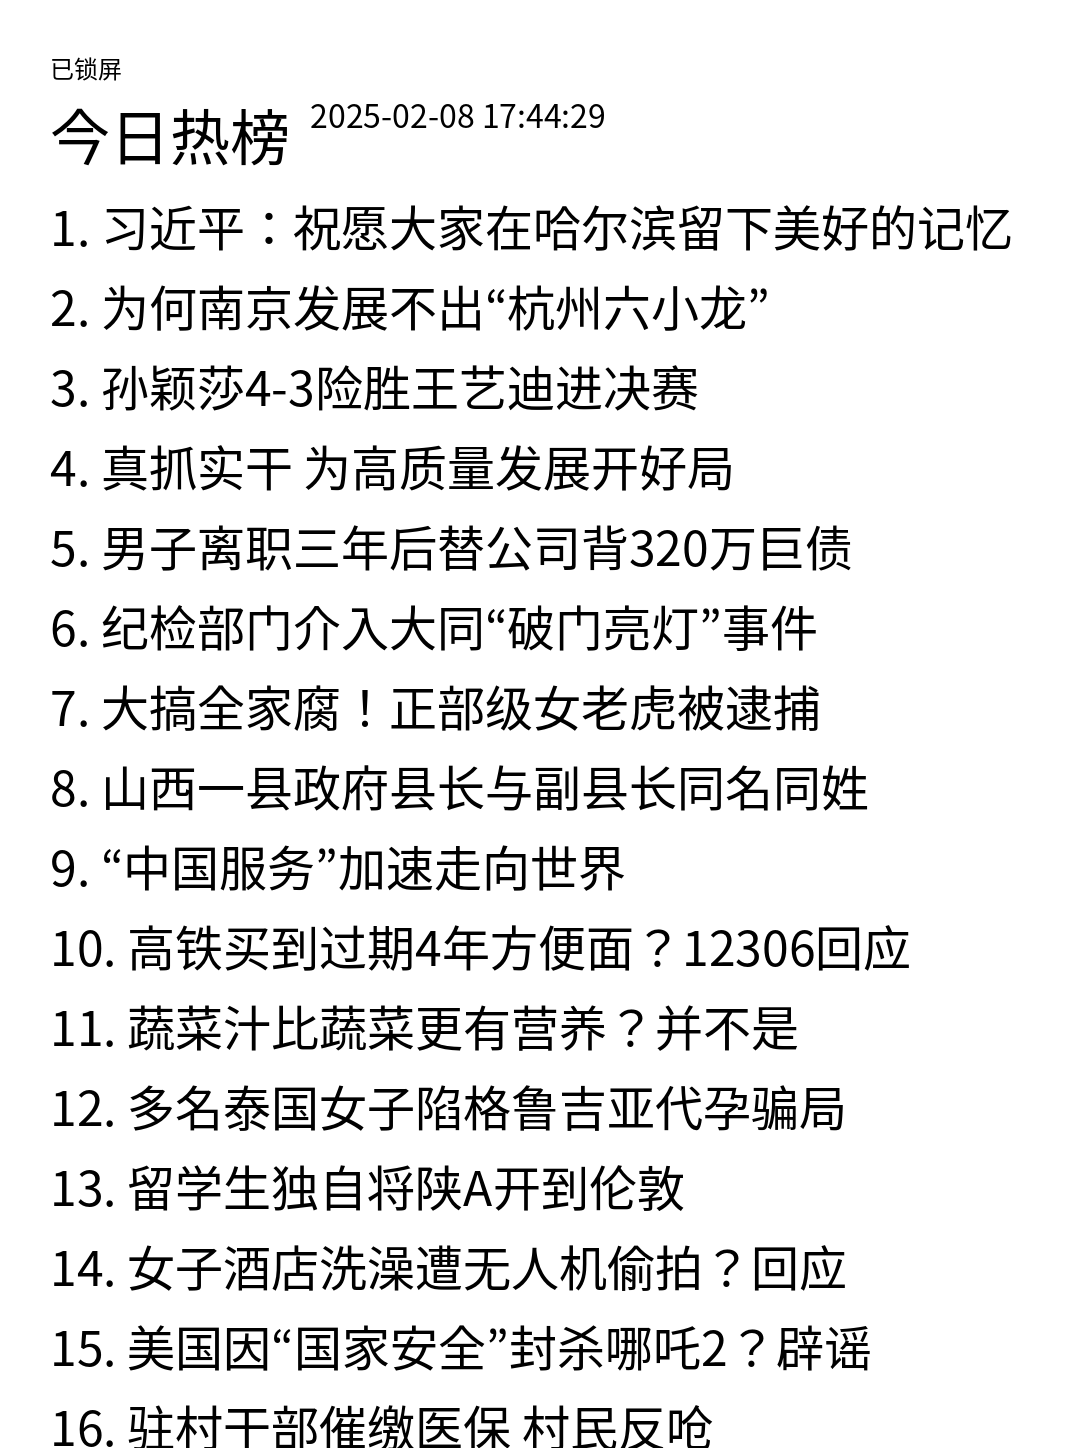 已锁屏
今日热榜 2025-02-08 17:44:29
1. 习近平：祝愿大家在哈尔滨留下美好的记忆
2. 为何南京发展不出“杭州六小龙”
3. 孙颖莎4-3险胜王艺迪进决赛
4. 真抓实干 为高质量发展开好局
5. 男子离职三年后替公司背320万巨债
6. 纪检部门介入大同“破门亮灯”事件
7. 大搞全家腐！正部级女老虎被逮捕
8. 山西一县政府县长与副县长同名同姓
9. “中国服务”加速走向世界
10. 高铁买到过期4年方便面？12306回应
11. 蔬菜汁比蔬菜更有营养？并不是
12. 多名泰国女子陷格鲁吉亚代孕骗局
13. 留学生独自将陕A开到伦敦
14. 女子酒店洗澡遭无人机偷拍？回应
15. 美国因“国家安全”封杀哪吒2？辟谣
16. 驻村干部催缴医保 村民反呛